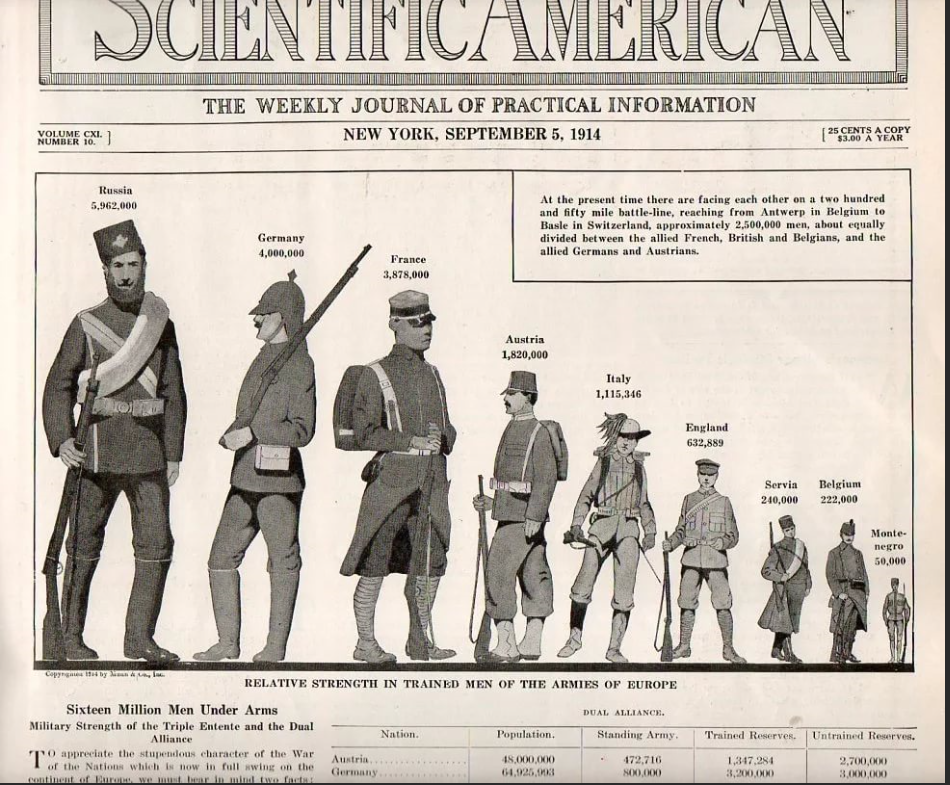 SCIENTIFIC AMERICAN
THE WEEKLY JOURNAL OF PRACTICAL INFORMATION
VOLUME CXI.
NUMBER 10.
NEW YORK, SEPTEMBER 5, 1914
25 CENTS A COPY
$3.00 A YEAR
Russia
5,962,000
Germany
4,000,000
France
3,878,000
At the present time there are facing each other on a two hundred
and fifty mile battle-line, reaching from Antwerp in Belgium to
Basle in Switzerland, approximately 2,500,000 men, about equally
divided between the allied French, British and Belgians, and the
allied Germans and Austrians.
Austria
1,820,000
Italy
1,115,346
England
632,889
Servia
240,000
Belgium
222,000
Monte-
negro
50,000
Copyrighted 1914 by Munn & Co., Inc.
RELATIVE STRENGTH IN TRAINED MEN OF THE ARMIES OF EUROPE
Sixteen Million Men Under Arms
Military Strength of the Triple Entente and the Dual
Alliance
TO appreciate the stupendous character of the War
of the Nations which is now in full swing on the
continent of Europe, we must bear in mind two facts:
DUAL ALLIANCE.
Nation. Population. Standing Army. Trained Reserves. Untrained Reserves.
Austria 48,000,000 472,716 1,347,284 2,700,000
Germany 64,925,993 800,000 3,200,000 3,000,000